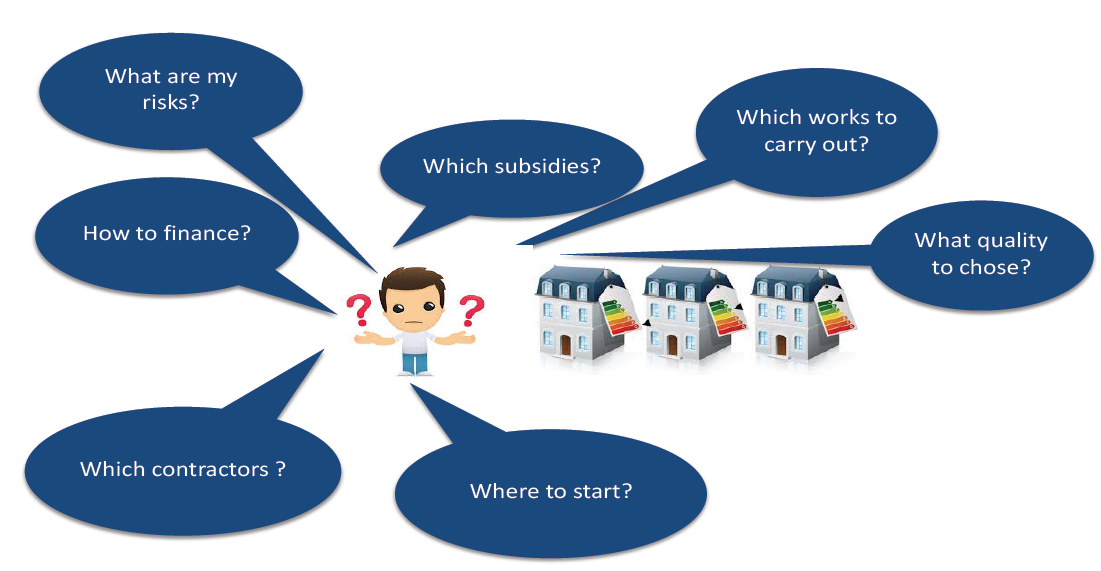 What are my
risks?
Which subsidies?
Which works to
carry out?
How to finance?
What quality
to chose?
? ?
Which contractors ?
Where to start?